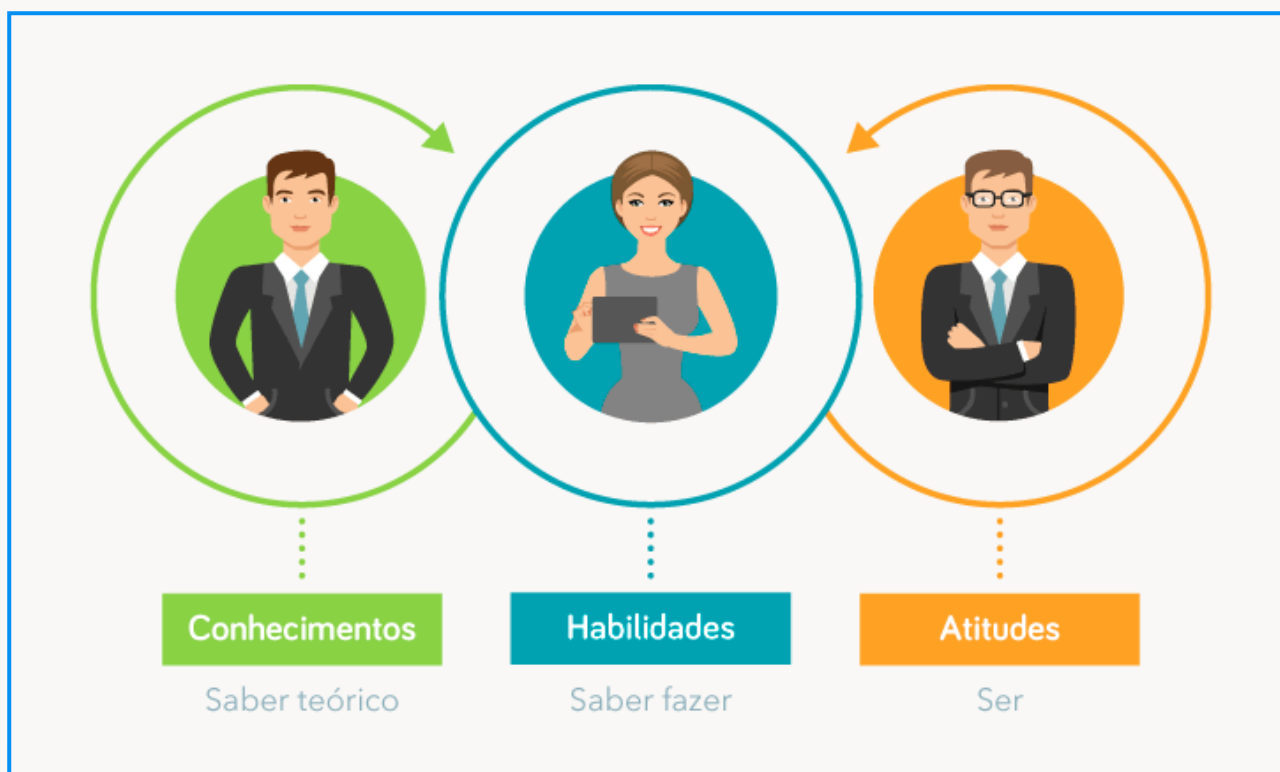 Conhecimentos
Saber teórico
Habilidades
Saber fazer
Atitudes
Ser